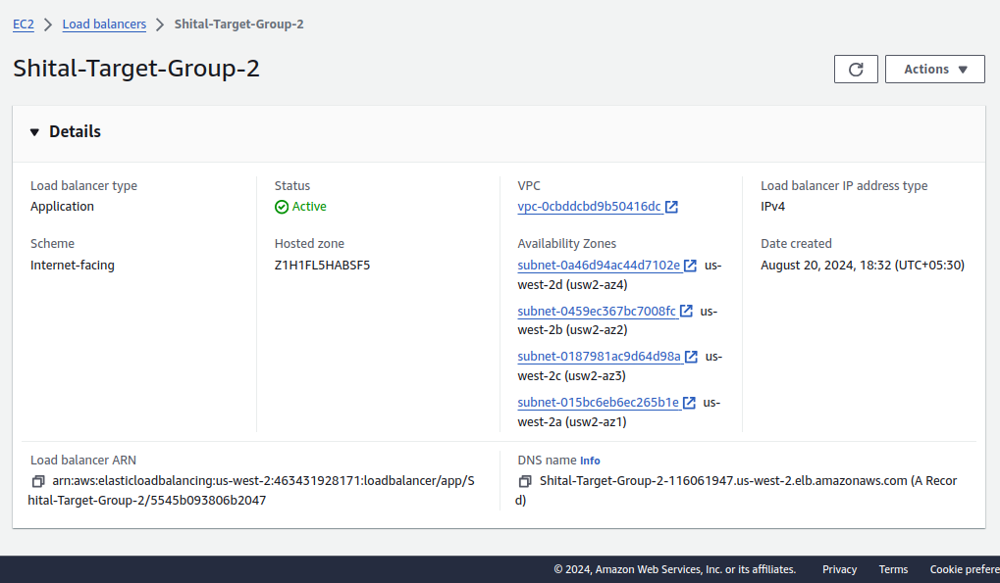 EC2 > Load balancers > Shital-Target-Group-2
Shital-Target-Group-2
Actions
Details
Load balancer type
Application
Status
Active
VPC
vpc-0cbddcbd9b50416dc
Load balancer IP address type
IPv4
Scheme
Internet-facing
Hosted zone
Z1H1FL5HABSF5
Availability Zones
subnet-0a46d94ac44d7102e us-
west-2d (usw2-az4)
subnet-0459ec367bc7008fc us-
west-2b (usw2-az2)
subnet-0187981ac9d64d98a us-
west-2c (usw2-az3)
subnet-015bc6eb6ec265b1e us-
west-2a (usw2-az1)
Date created
August 20, 2024, 18:32 (UTC+05:30)
Load balancer ARN
arn:aws:elasticloadbalancing:us-west-2:463431928171:loadbalancer/app/S
hital-Target-Group-2/5545b093806b2047
DNS name Info
Shital-Target-Group-2-116061947.us-west-2.elb.amazonaws.com (A Recor
d)
© 2024, Amazon Web Services, Inc. or its affiliates. Privacy Terms Cookie prefere